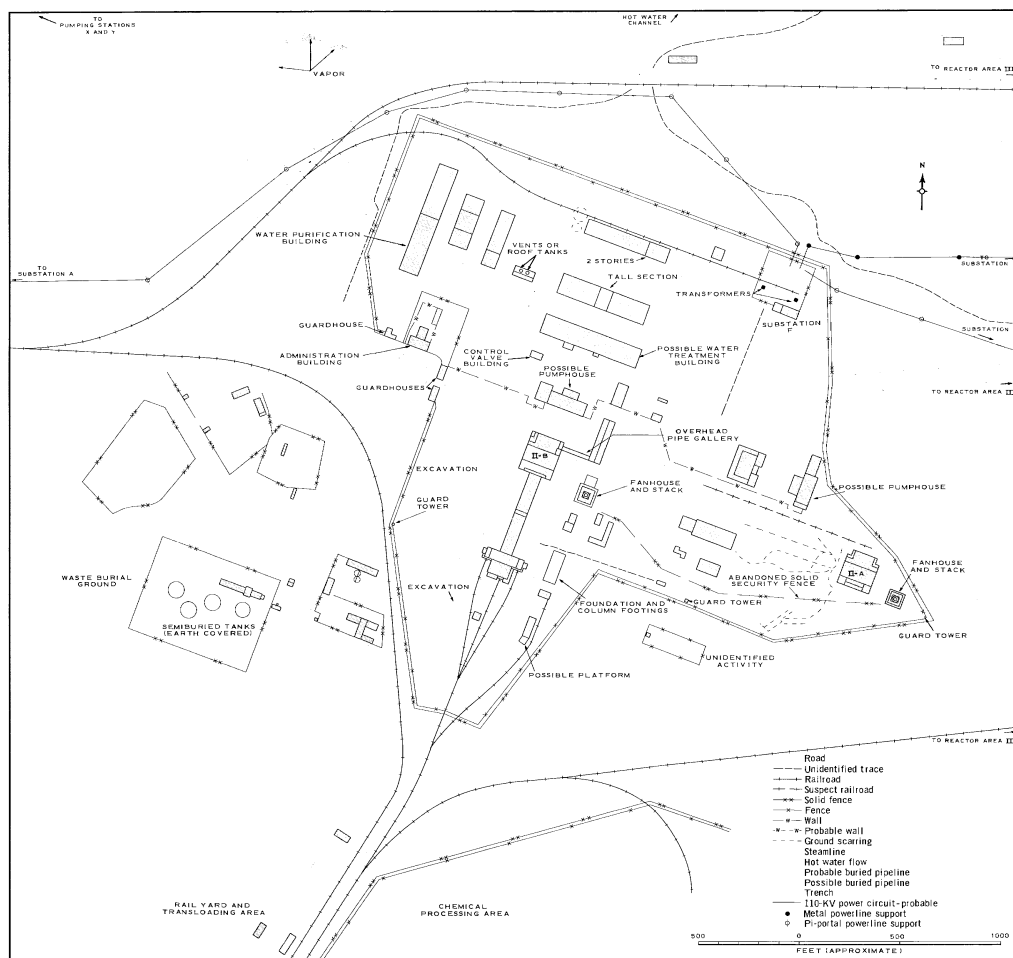 TO
PUMPING STATIONS
X AND Y
HOT WATER
CHANNEL
TO REACTOR AREA III
VAPOR
N
WATER PURIFICATION
BUILDING
VENTS OR
ROOF TANKS
2 STORIES
TALL SECTION
TO
SUBSTATION A
TO
SUBSTATION
TRANSFORMERS
SUBSTATION
F
SUBSTATION
GUARDHOUSE
ADMINISTRATION
BUILDING
CONTROL
VALVE
BUILDING
POSSIBLE WATER
TREATMENT
BUILDING
POSSIBLE
PUMPHOUSE
GUARDHOUSES
TO REACTOR AREA
OVERHEAD
PIPE GALLERY
II-B
EXCAVATION
FANHOUSE
AND STACK
POSSIBLE PUMPHOUSE
GUARD
TOWER
WASTE BURIAL
GROUND
II-A
FANHOUSE
AND STACK
EXCAVATION
ABANDONED SOLID
SECURITY FENCE
SEMIBURIED TANKS
(EARTH COVERED)
FOUNDATION AND
COLUMN FOOTINGS
GUARD TOWER
GUARD TOWER
UNIDENTIFIED
ACTIVITY
POSSIBLE PLATFORM
TO REACTOR AREA
Road
Unidentified trace
Railroad
Suspect railroad
Solid fence
Fence
Wall
Probable wall
Ground scarring
Steamline
Hot water flow
Probable buried pipeline
Possible buried pipeline
Trench
110-KV power circuit-probable
Metal powerline support
Pi-portal powerline support
RAIL YARD AND
TRANSLOADING AREA
CHEMICAL
PROCESSING AREA
500 0 500 1000
FEET (APPROXIMATE)